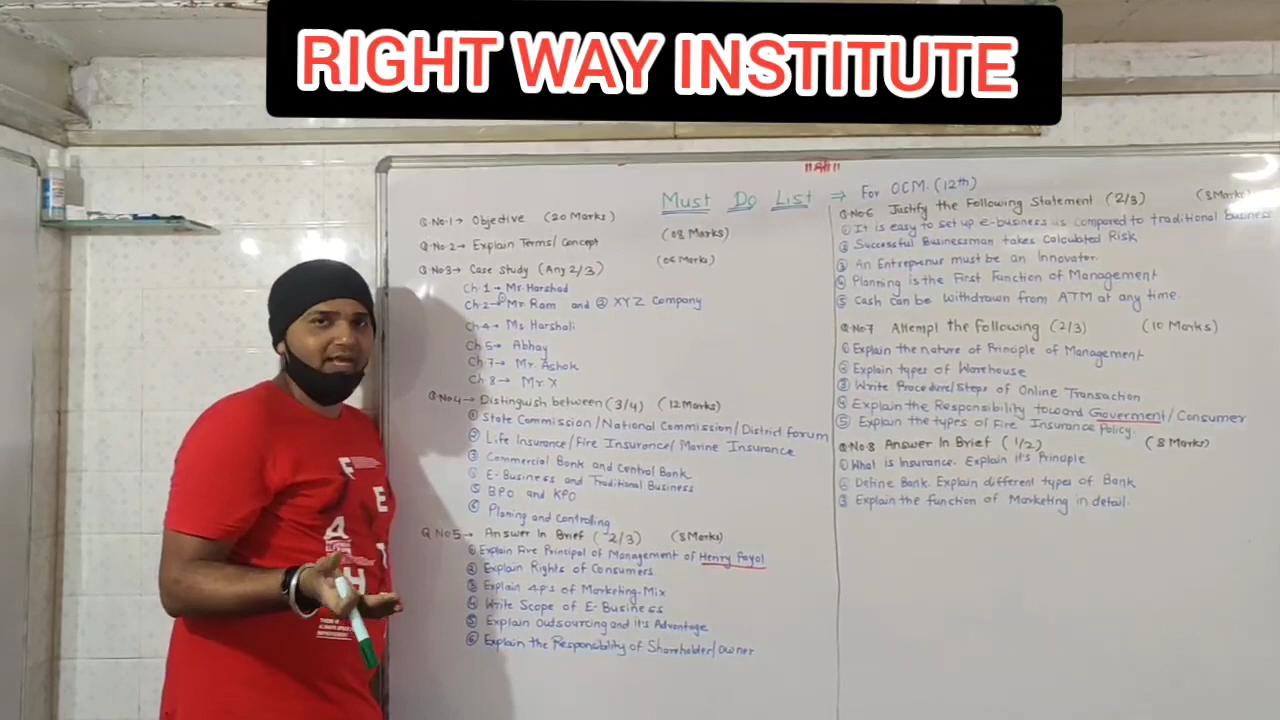 RIGHT WAY INSTITUTE
॥श्री॥
Must Do List ⇒ For OCM. (12th)
Q.No.1→ Objective (20 Marks)
Q.No.2→ Explain Terms/Concept (08 Marks)
Q.No3→ Case study (Any 2/3) (06 Marks)
Ch.1→ Mr. Harshad
Ch.2→ Mr. Ram and ② XYZ Company
Ch.4→ Ms Harshali
Ch 5→ Abhay
Ch 7→ Mr. Ashok
Ch 8→ Mr. X
Q.No4→ Distinguish between (3/4) (12 Marks)
① State Commission/National Commission/District forum
② Life Insurance/Fire Insurance/Marine Insurance
③ Commercial Bank and Central Bank
④ E-Business and Traditional Business
⑤ BPO and KPO
⑥ Planing and Controlling
Q No5→ Answer In Brief (2/3) (8 Marks)
① Explain Five Principal of Management of Henry Fayol
② Explain Rights of Consumers
③ Explain 4p's of Marketing-Mix
④ Write Scope of E-Business
⑤ Explain Outsourcing and it's Advantage
⑥ Explain the Responsibility of Shareholder/Owner
Q.No6 Justify the Following Statement (2/3) (8 Marks)
① It is easy to set up e-business is compared to traditional business
② Successful Businessman takes Calculated Risk
③ An Entreprenus must be an Innovator.
④ Planning is the First Function of Management
⑤ Cash can be Withdrawn from ATM at any time.
Q.No7 Attempt the Following (2/3) (10 Marks)
① Explain the nature of Principle of Management
② Explain types of Warehouse
③ Write Procedure/Steps of Online Transaction
④ Explain the Responsibility toward Goverment/Consumer
⑤ Explain the types of Fire Insurance Policy.
Q.No.8 Answer In Brief (1/2) (8 Marks)
① What is Insurance. Explain it's Principle
② Define Bank. Explain different types of Bank
③ Explain the function of Marketing in detail.
F
E
A
T
H
THERE IS
ALWAYS SPACE
IMPROVEMENT